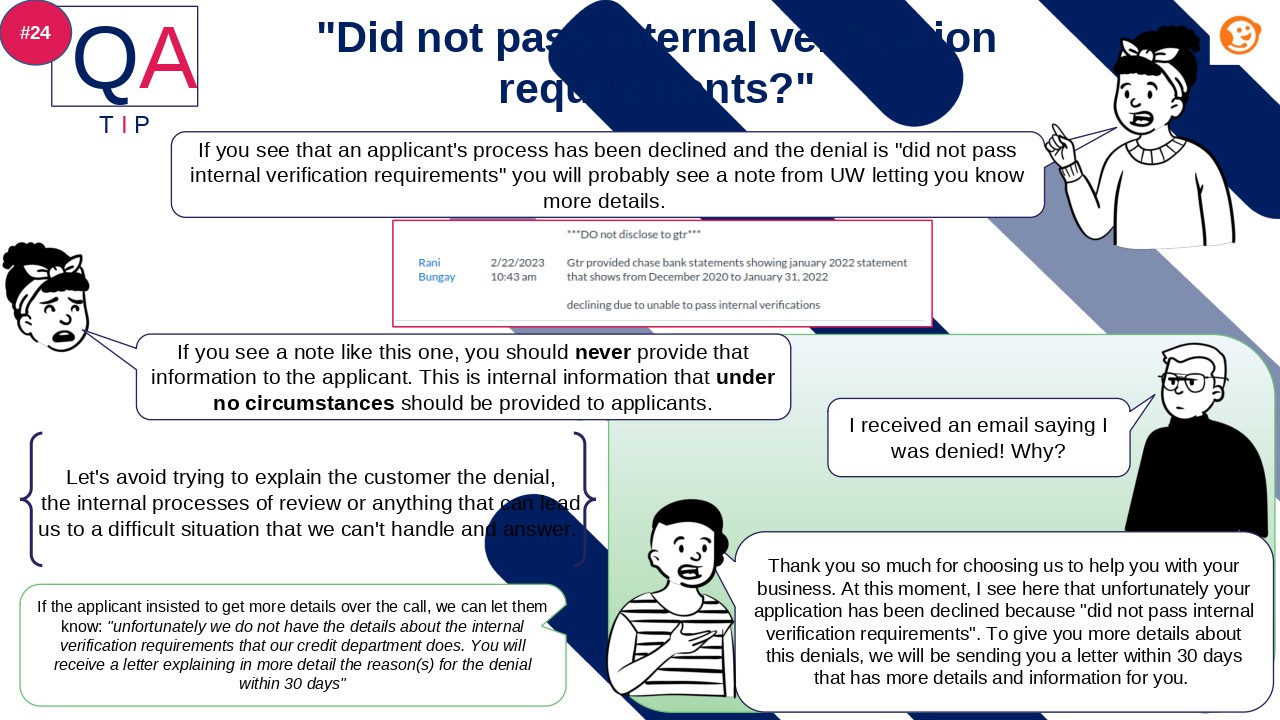 #24
QA
TIP
"Did not pass internal verification
requirements?"
If you see that an applicant's process has been declined and the denial is "did not pass
internal verification requirements" you will probably see a note from UW letting you know
more details.
***DO not disclose to gtr***
Rani 2/22/2023 Gtr provided chase bank statements showing january 2022 statement
Bungay 10:43 am that shows from December 2020 to January 31, 2022
declining due to unable to pass internal verifications
If you see a note like this one, you should never provide that
information to the applicant. This is internal information that under
no circumstances should be provided to applicants.
I received an email saying I
was denied! Why?
Let's avoid trying to explain the customer the denial,
the internal processes of review or anything that can lead
us to a difficult situation that we can't handle and answer.
Thank you so much for choosing us to help you with your
business. At this moment, I see here that unfortunately your
application has been declined because "did not pass internal
verification requirements". To give you more details about
this denials, we will be sending you a letter within 30 days
that has more details and information for you.
If the applicant insisted to get more details over the call, we can let them
know: "unfortunately we do not have the details about the internal
verification requirements that our credit department does. You will
receive a letter explaining in more detail the reason(s) for the denial
within 30 days"